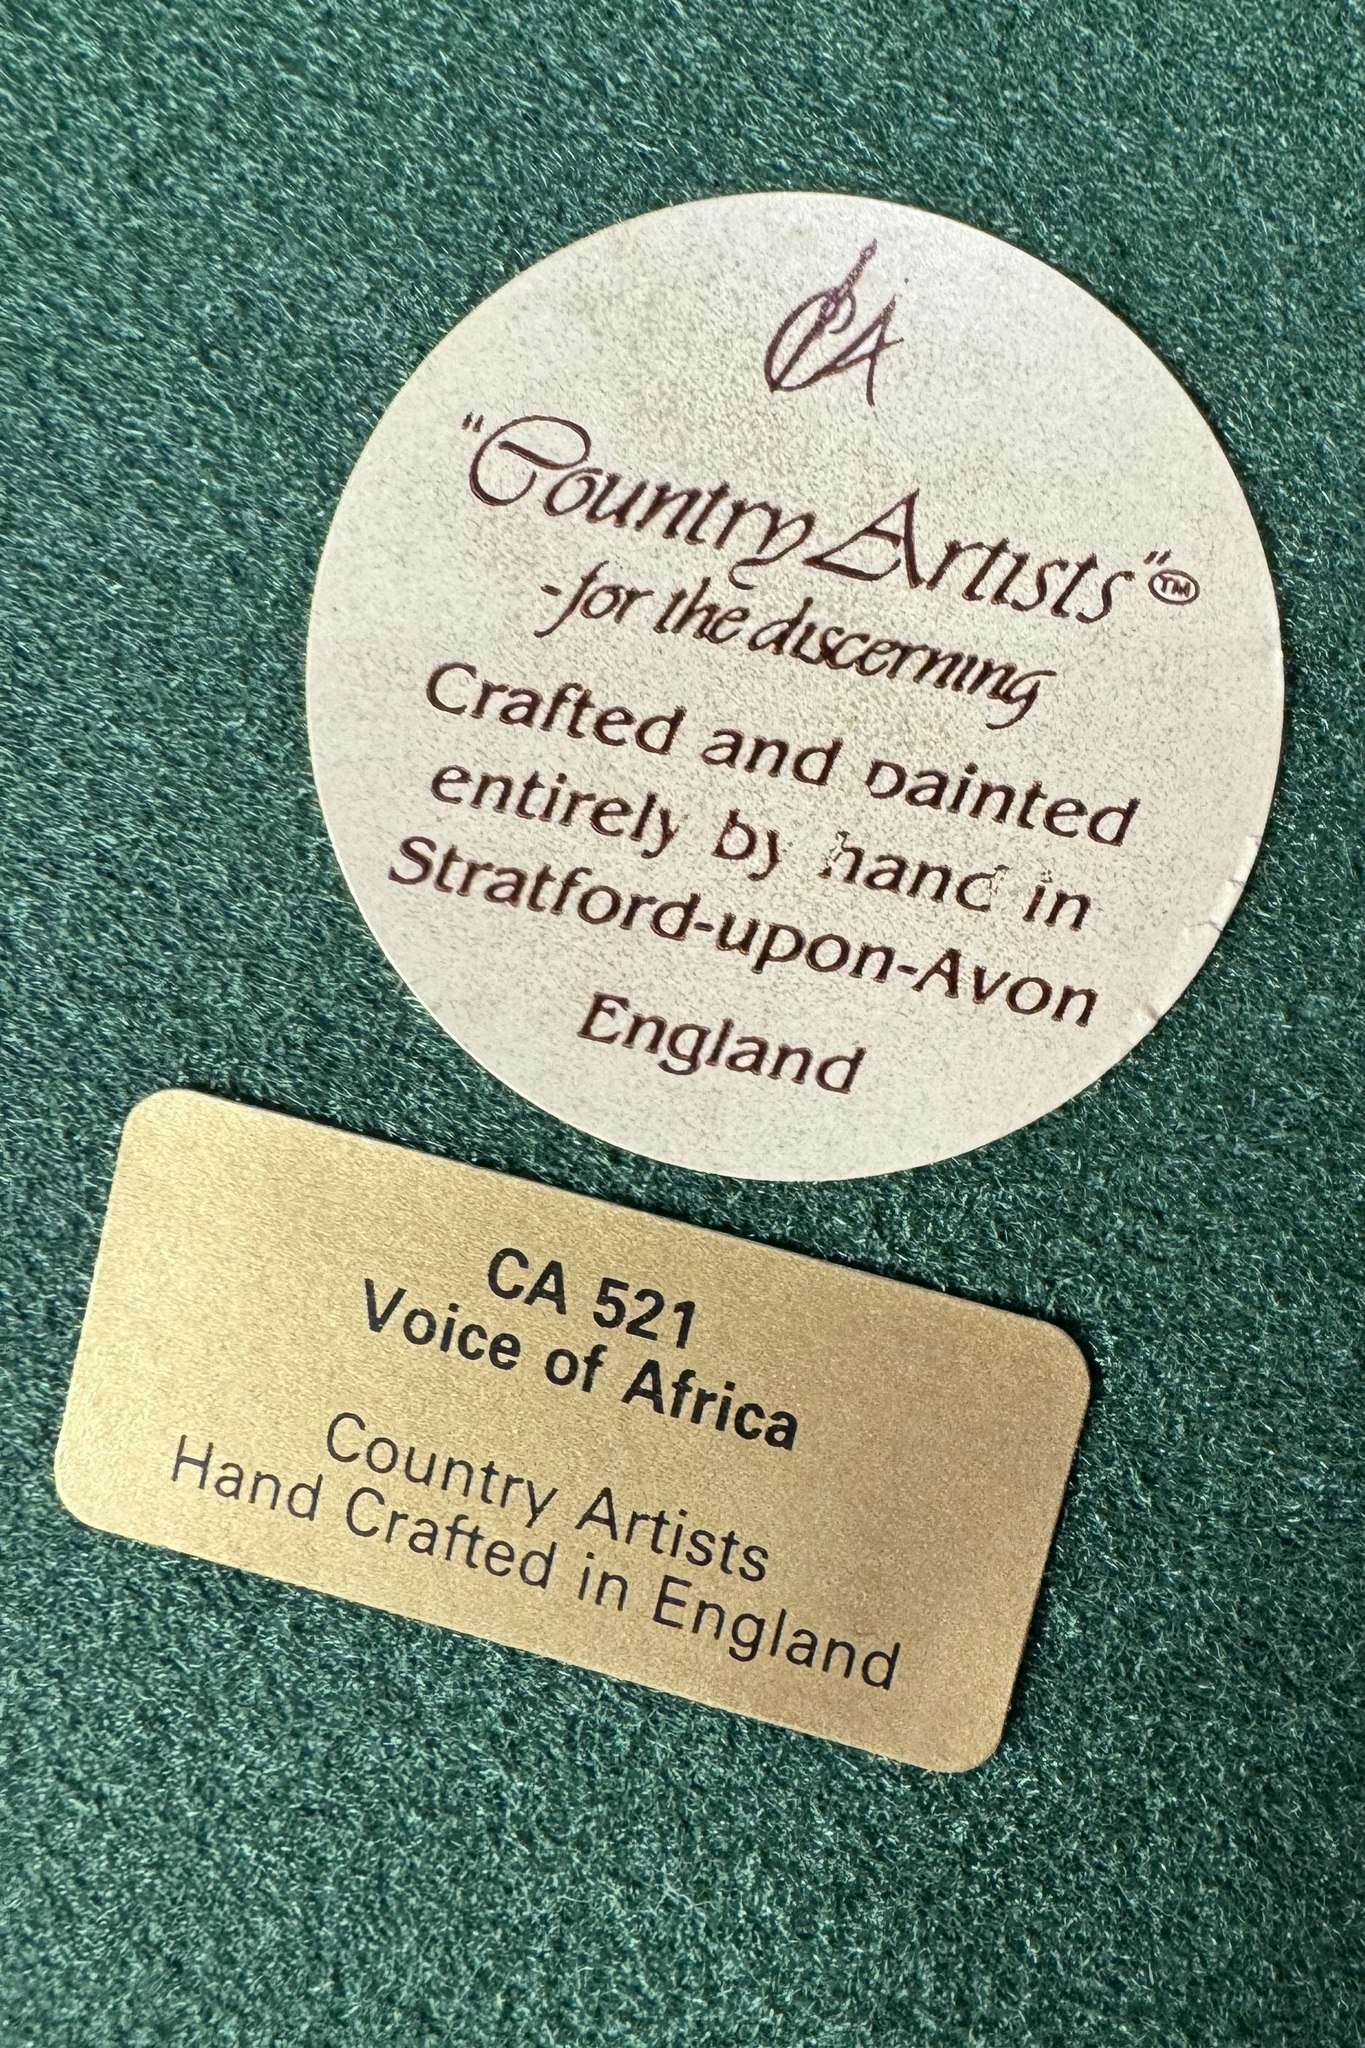 CA
"Country Artists"™
-for the discerning
Crafted and painted
entirely by hand in
Stratford-upon-Avon
England
CA 521
Voice of Africa
Country Artists
Hand Crafted in England